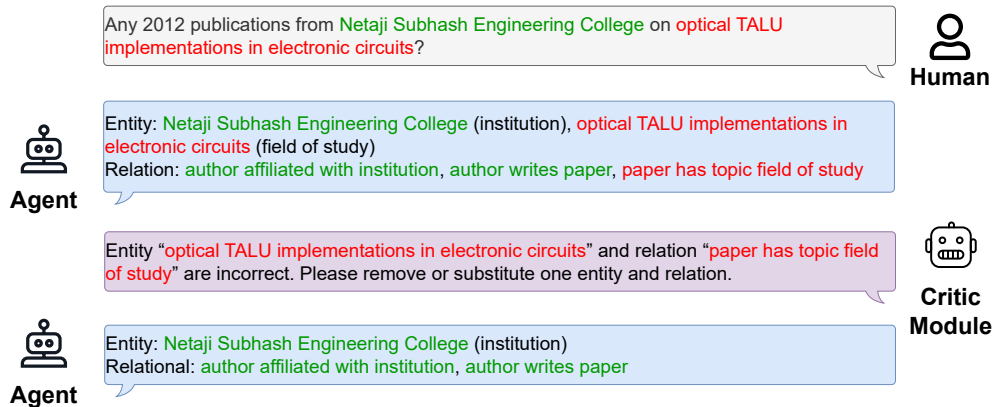 Any 2012 publications from Netaji Subhash Engineering College on optical TALU
implementations in electronic circuits?
Human
Entity: Netaji Subhash Engineering College (institution), optical TALU implementations in
electronic circuits (field of study)
Relation: author affiliated with institution, author writes paper, paper has topic field of study
Agent
Entity “optical TALU implementations in electronic circuits” and relation “paper has topic field
of study” are incorrect. Please remove or substitute one entity and relation.
Critic
Module
Entity: Netaji Subhash Engineering College (institution)
Relational: author affiliated with institution, author writes paper
Agent